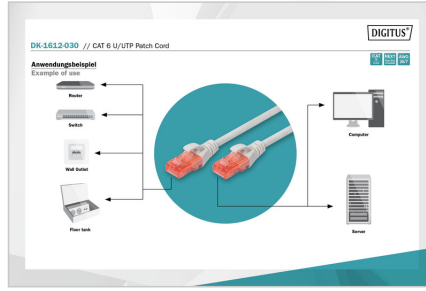 DIGITUS®
DK-1612-030 // CAT 6 U/UTP Patch Cord
Anwendungsbeispiel
Example of use
Router
Switch
Wall Outlet
Floor tank
Computer
Server